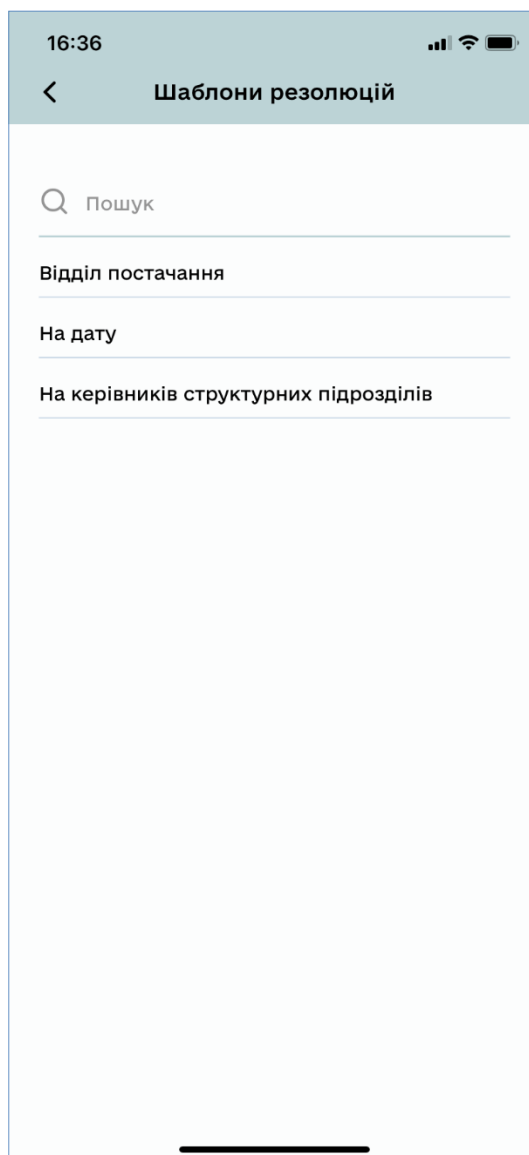 16:36
Шаблони резолюцій
Пошук
Відділ постачання
На дату
На керівників структурних підрозділів